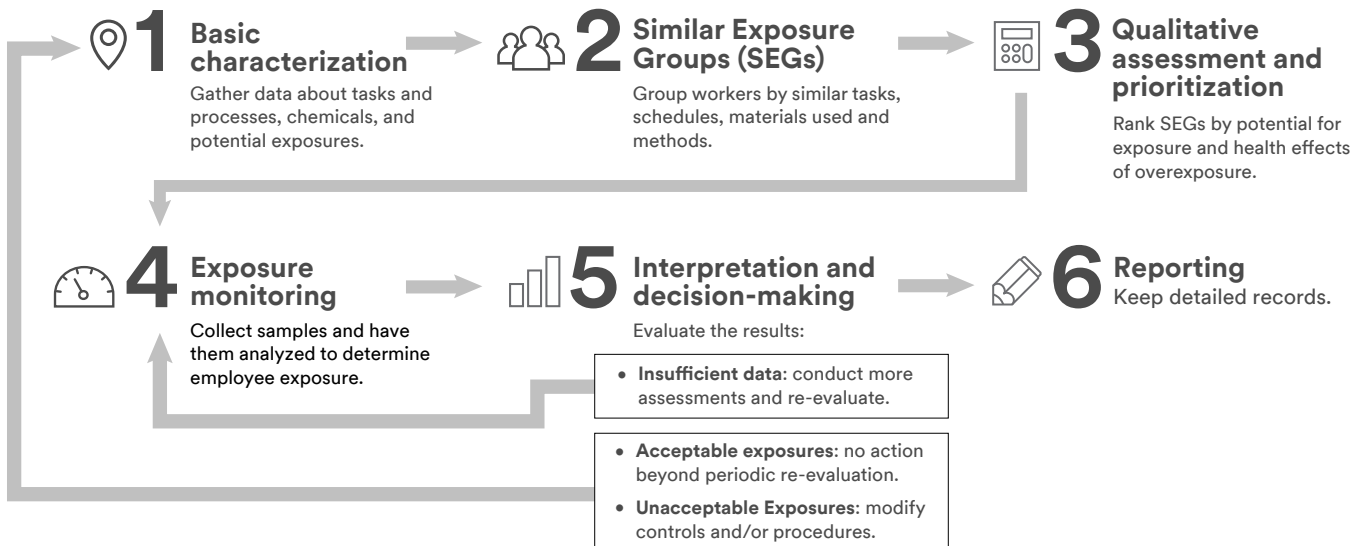 1 Basic
characterization
Gather data about tasks and
processes, chemicals, and
potential exposures.
2 Similar Exposure
Groups (SEGs)
Group workers by similar tasks,
schedules, materials used and
methods.
3 Qualitative
assessment and
prioritization
Rank SEGs by potential for
exposure and health effects
of overexposure.
4 Exposure
monitoring
Collect samples and have
them analyzed to determine
employee exposure.
5 Interpretation and
decision-making
Evaluate the results:
• Insufficient data: conduct more
assessments and re-evaluate.
• Acceptable exposures: no action
beyond periodic re-evaluation.
• Unacceptable Exposures: modify
controls and/or procedures.
6 Reporting
Keep detailed records.